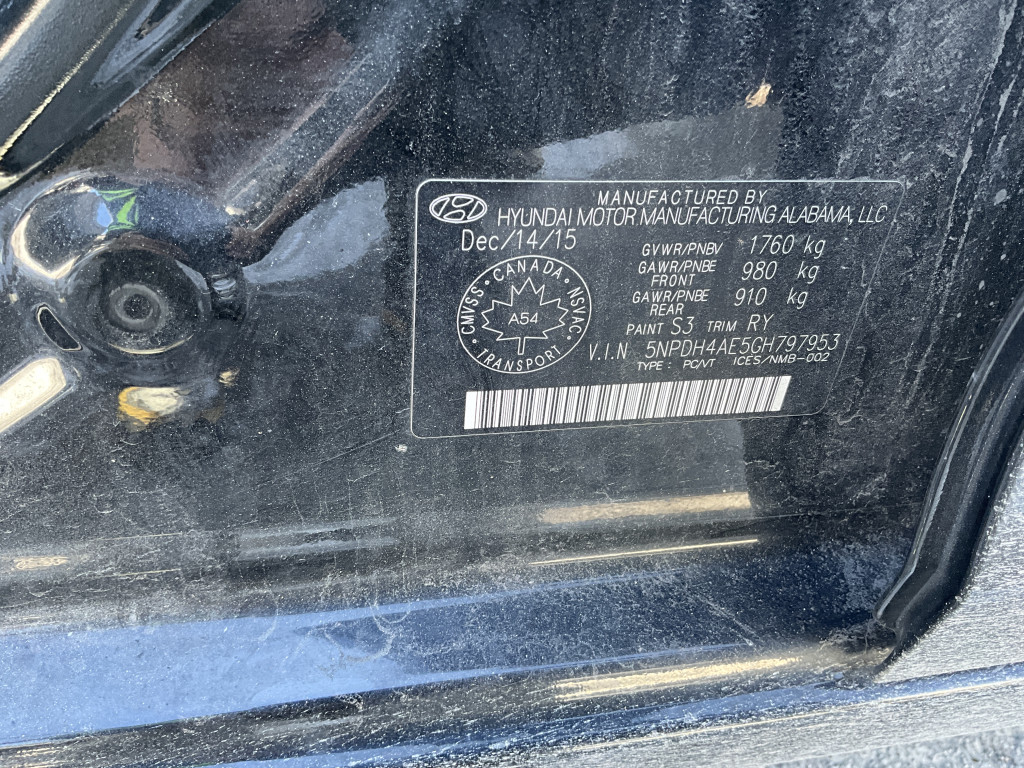 MANUFACTURED BY
HYUNDAI MOTOR MANUFACTURING ALABAMA, LLC
Dec/14/15
GVWR/PNBV 1760 kg
GAWR/PNBE FRONT 980 kg
GAWR/PNBE REAR 910 kg
PAINT S3 TRIM RY
CMVSS · CANADA · NSVAC
A54
TRANSPORT
V.I.N 5NPDH4AE5GH797953
TYPE : PC/VT ICES/NMB-002